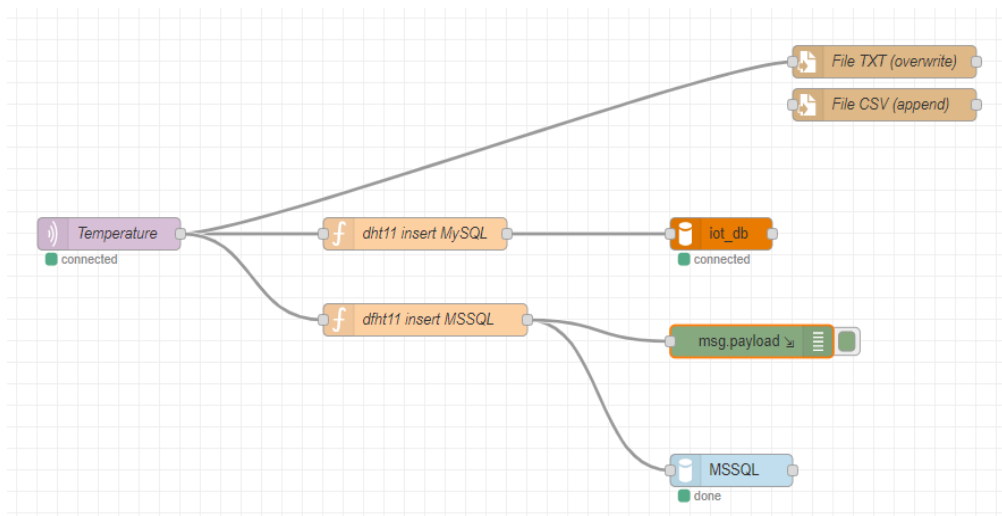 File TXT (overwrite)
File CSV (append)
Temperature
connected
dht11 insert MySQL
iot_db
connected
dfht11 insert MSSQL
msg.payload
MSSQL
done